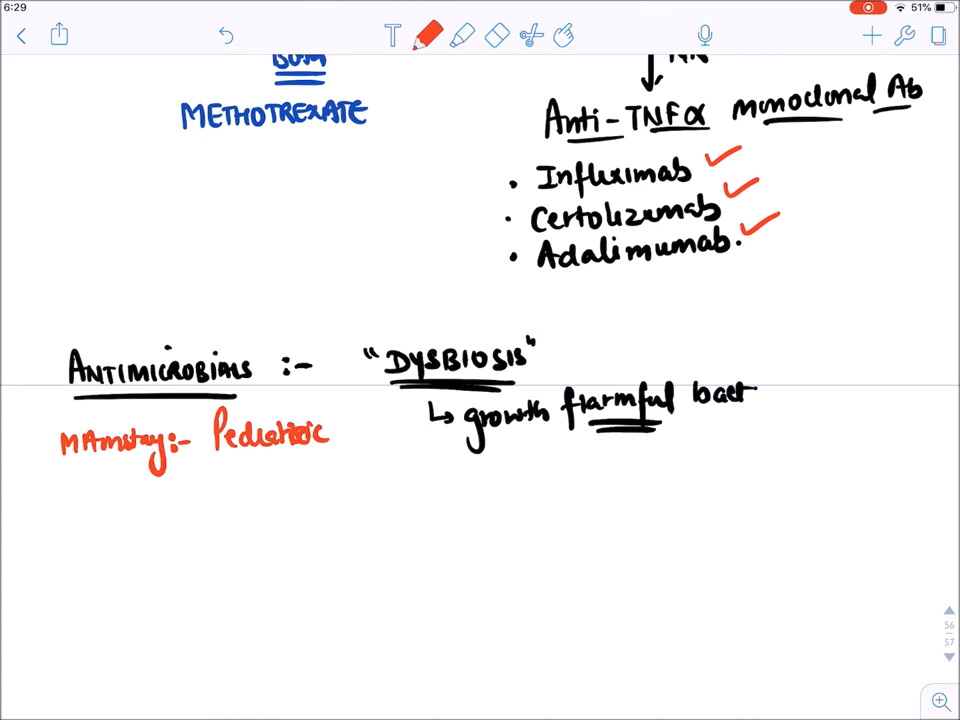 6:29
51%
T
METHOTREXATE
Anti-TNFα monoclonal Ab
• Infliximab
• Certolizumab
• Adalimumab.
ANTIMICROBIALS :- "DYSBIOSIS"
↳ growth harmful bact
MAinstay:- Pediatric
56
57